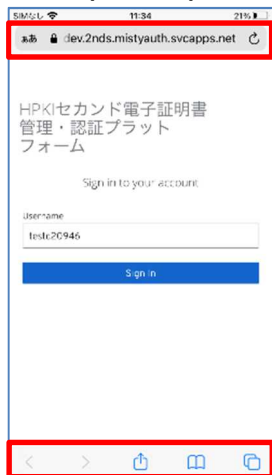 SIMなし 11:34 21%
ぁあ dev.2nds.mistyauth.svcapps.net
HPKIセカンド電子証明書
管理・認証プラット
フォーム
Sign in to your account
Username
testc20946
Sign In